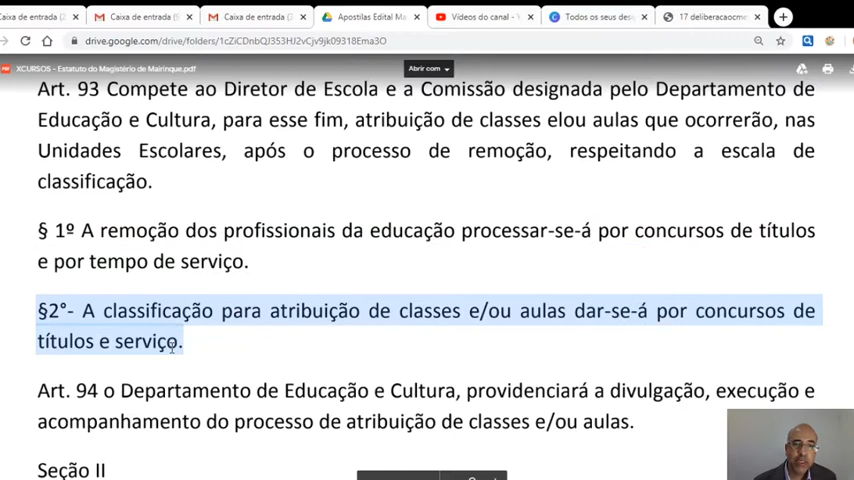 Caixa de entrada (
Caixa de entrada (5
Caixa de entrada (
Apostilas Edital M
Vídeos do canal - Y
Todos os seus des
17 deliberacaocme
drive.google.com/drive/folders/1cZiCDnbQJ353HJ2vCjv9jk09318Ema3O
XCURSOS - Estatuto do Magistério de Mairinque.pdf
Abrir com
Art. 93 Compete ao Diretor de Escola e a Comissão designada pelo Departamento de
Educação e Cultura, para esse fim, atribuição de classes elou aulas que ocorrerão, nas
Unidades Escolares, após o processo de remoção, respeitando a escala de
classificação.
§ 1º A remoção dos profissionais da educação processar-se-á por concursos de títulos
e por tempo de serviço.
§2°- A classificação para atribuição de classes e/ou aulas dar-se-á por concursos de
títulos e serviço.
Art. 94 o Departamento de Educação e Cultura, providenciará a divulgação, execução e
acompanhamento do processo de atribuição de classes e/ou aulas.
Seção II